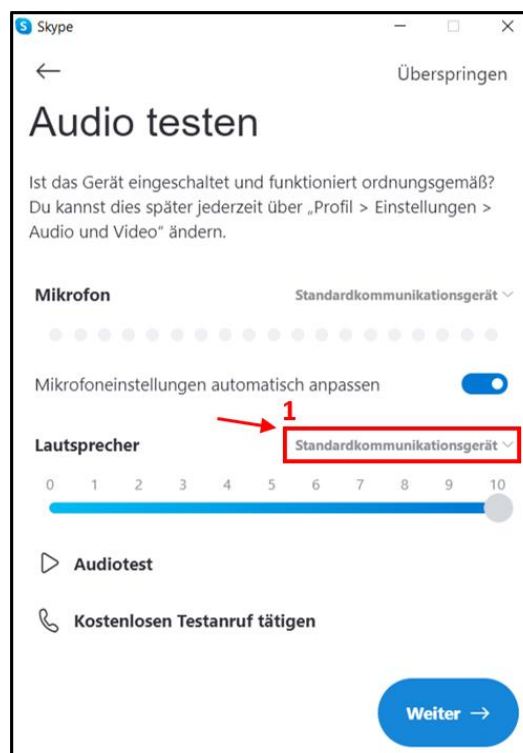 Skype
Überspringen
Audio testen
Ist das Gerät eingeschaltet und funktioniert ordnungsgemäß?
Du kannst dies später jederzeit über „Profil > Einstellungen >
Audio und Video“ ändern.
Mikrofon Standardkommunikationsgerät
Mikrofoneinstellungen automatisch anpassen
1
Lautsprecher Standardkommunikationsgerät
0 1 2 3 4 5 6 7 8 9 10
Audiotest
Kostenlosen Testanruf tätigen
Weiter →